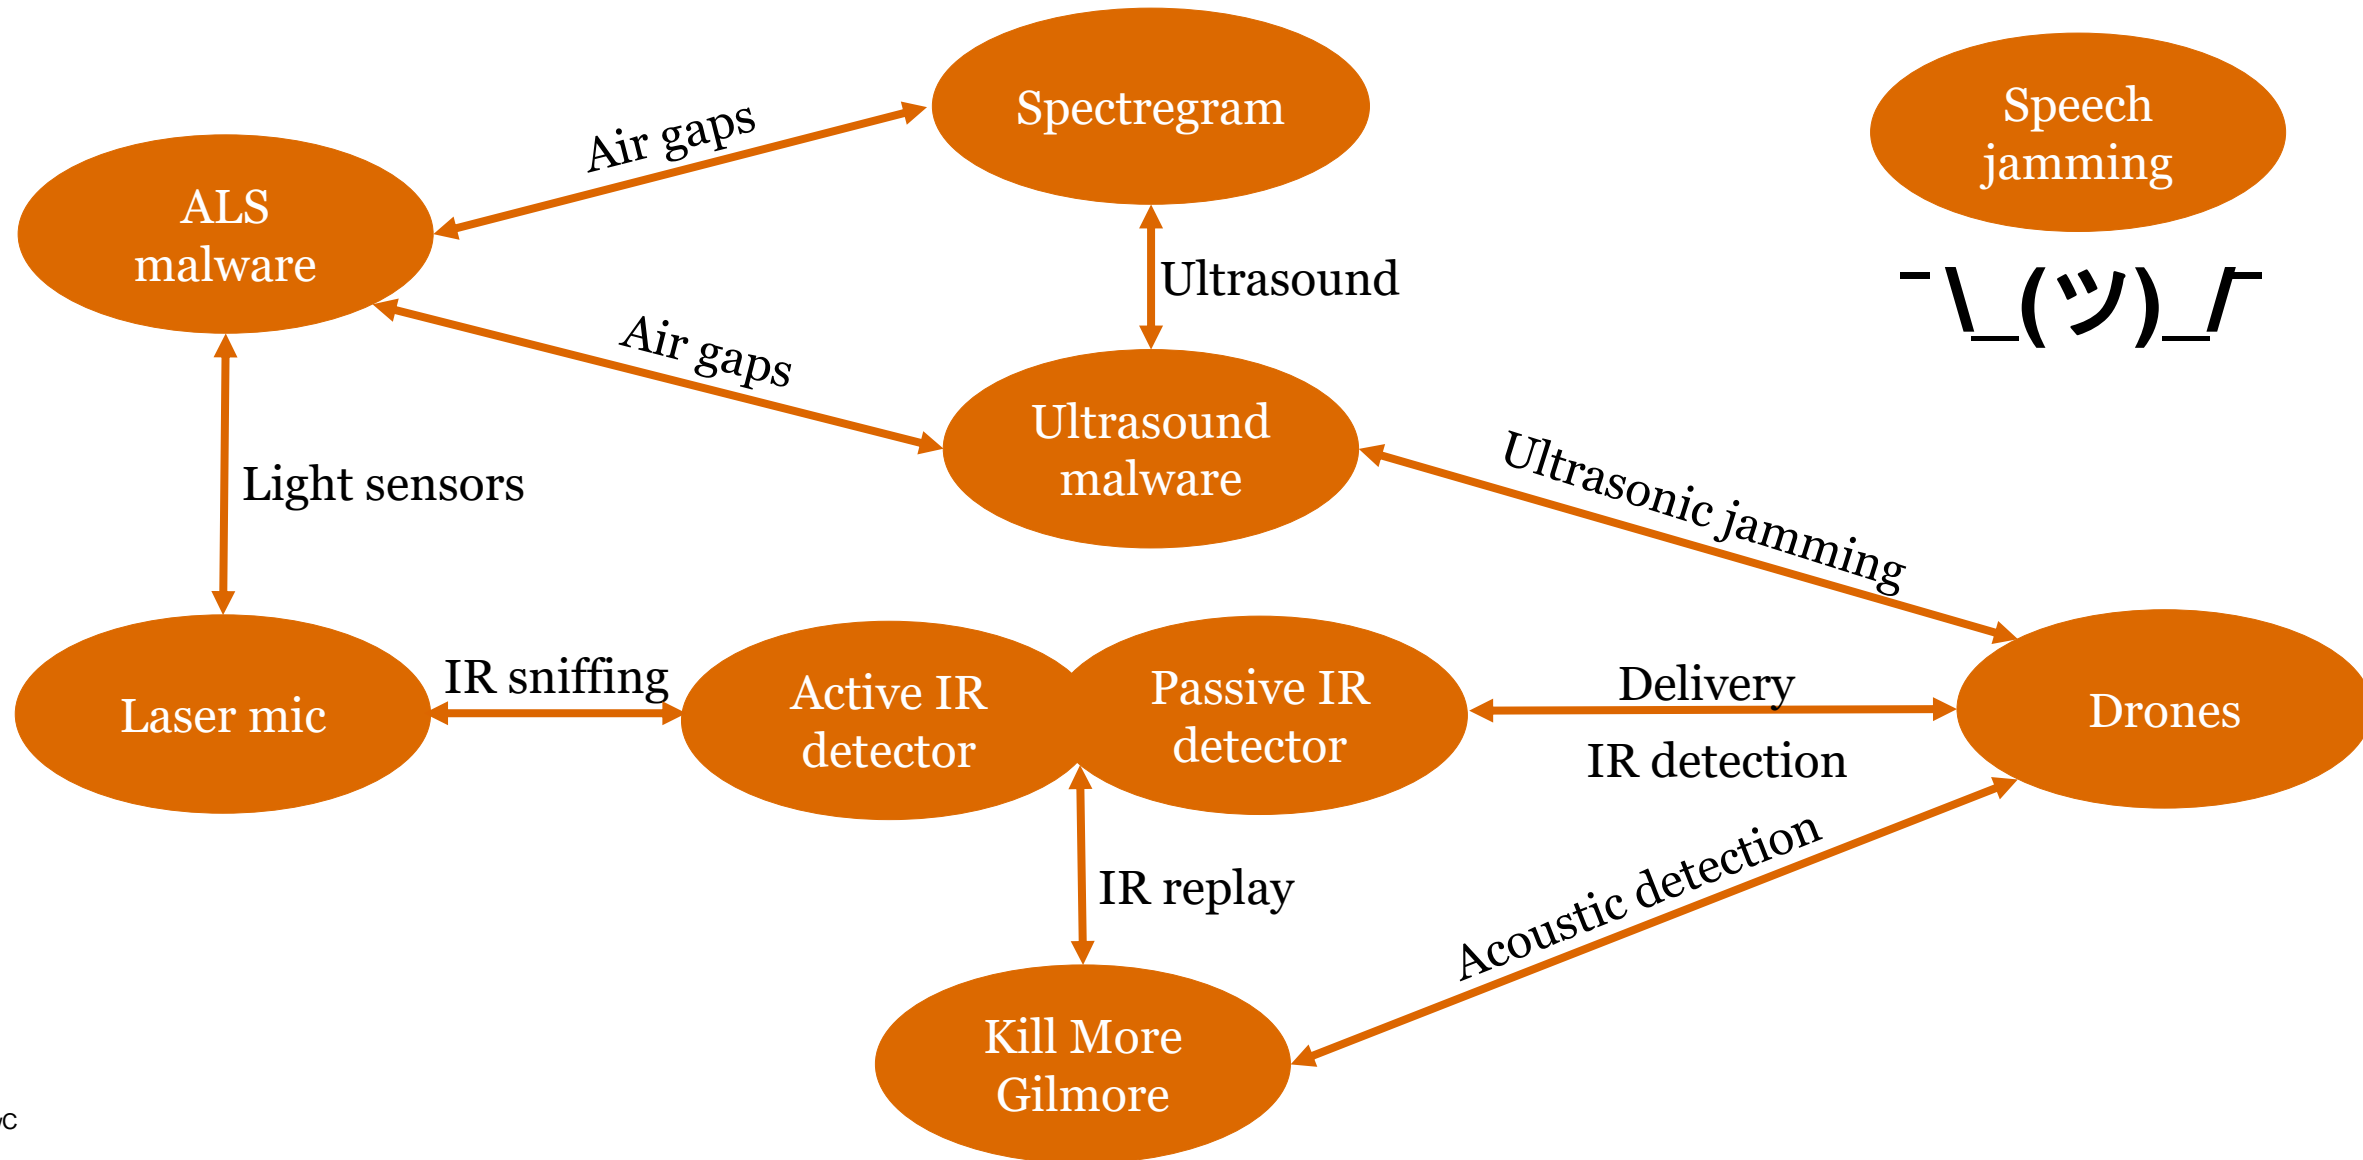 Spectregram
Speech
jamming
¯\_(ツ)_/¯
Air gaps
ALS
malware
Ultrasound
Air gaps
Ultrasound
malware
Light sensors
Ultrasonic jamming
Laser mic
IR sniffing
Active IR
detector
Passive IR
detector
Delivery
IR detection
Drones
IR replay
Acoustic detection
Kill More
Gilmore